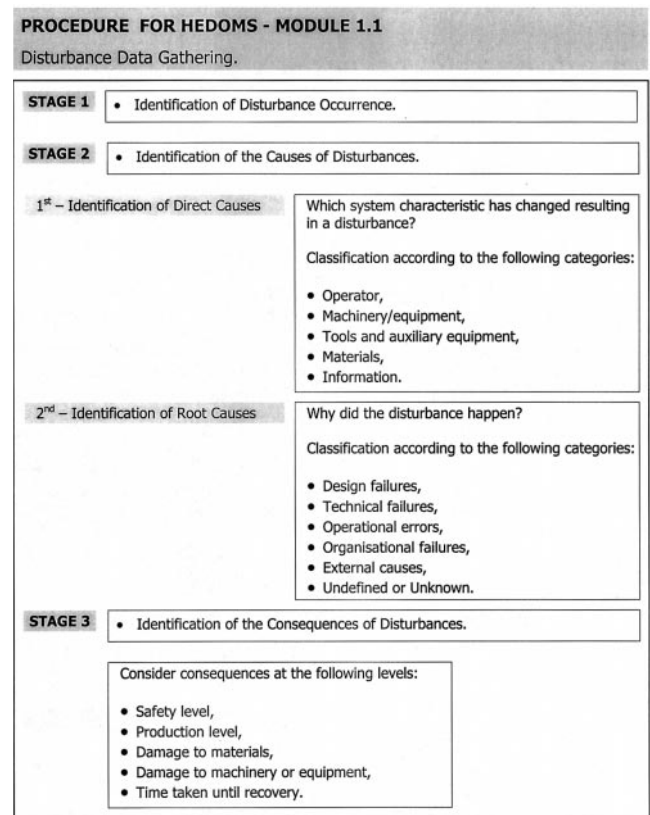 PROCEDURE FOR HEDOMS - MODULE 1.1
Disturbance Data Gathering.
STAGE 1
• Identification of Disturbance Occurrence.
STAGE 2
• Identification of the Causes of Disturbances.
1st – Identification of Direct Causes
Which system characteristic has changed resulting
in a disturbance?
Classification according to the following categories:
• Operator,
• Machinery/equipment,
• Tools and auxiliary equipment,
• Materials,
• Information.
2nd – Identification of Root Causes
Why did the disturbance happen?
Classification according to the following categories:
• Design failures,
• Technical failures,
• Operational errors,
• Organisational failures,
• External causes,
• Undefined or Unknown.
STAGE 3
• Identification of the Consequences of Disturbances.
Consider consequences at the following levels:
• Safety level,
• Production level,
• Damage to materials,
• Damage to machinery or equipment,
• Time taken until recovery.